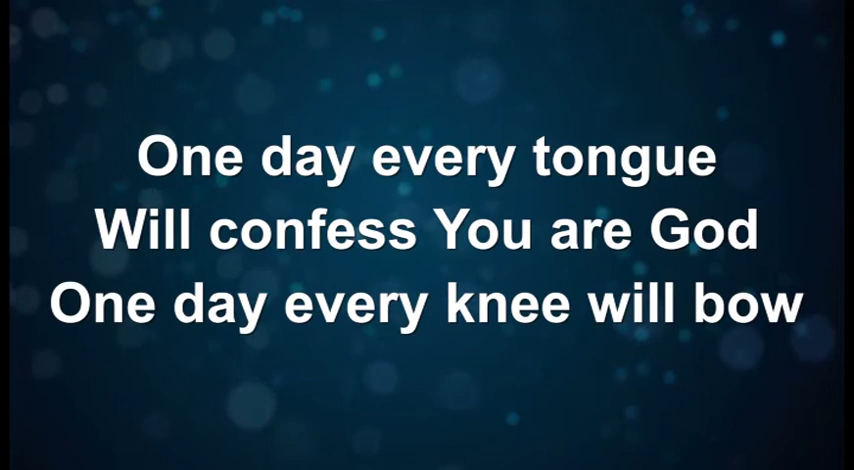 One day every tongue
Will confess You are God
One day every knee will bow